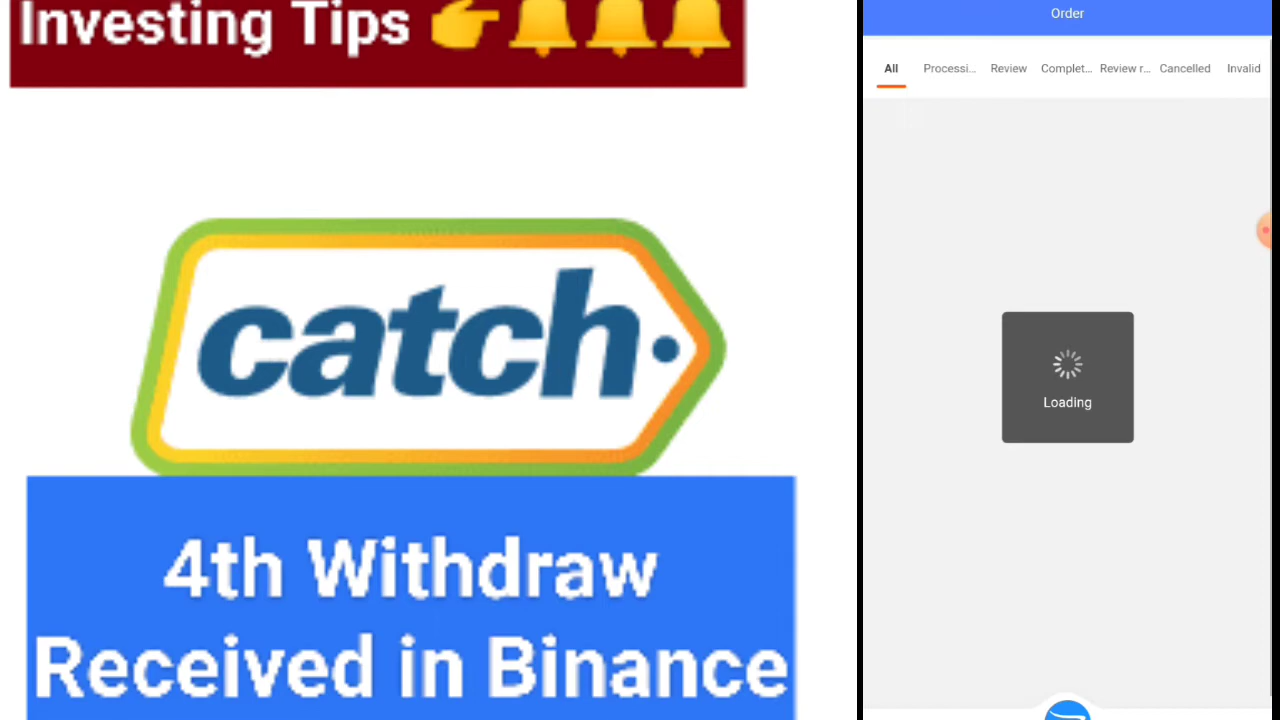 Investing Tips 👉🔔🔔🔔
catch
4th Withdraw
Received in Binance
Order
All Processi... Review Complet... Review r... Cancelled Invalid
Loading